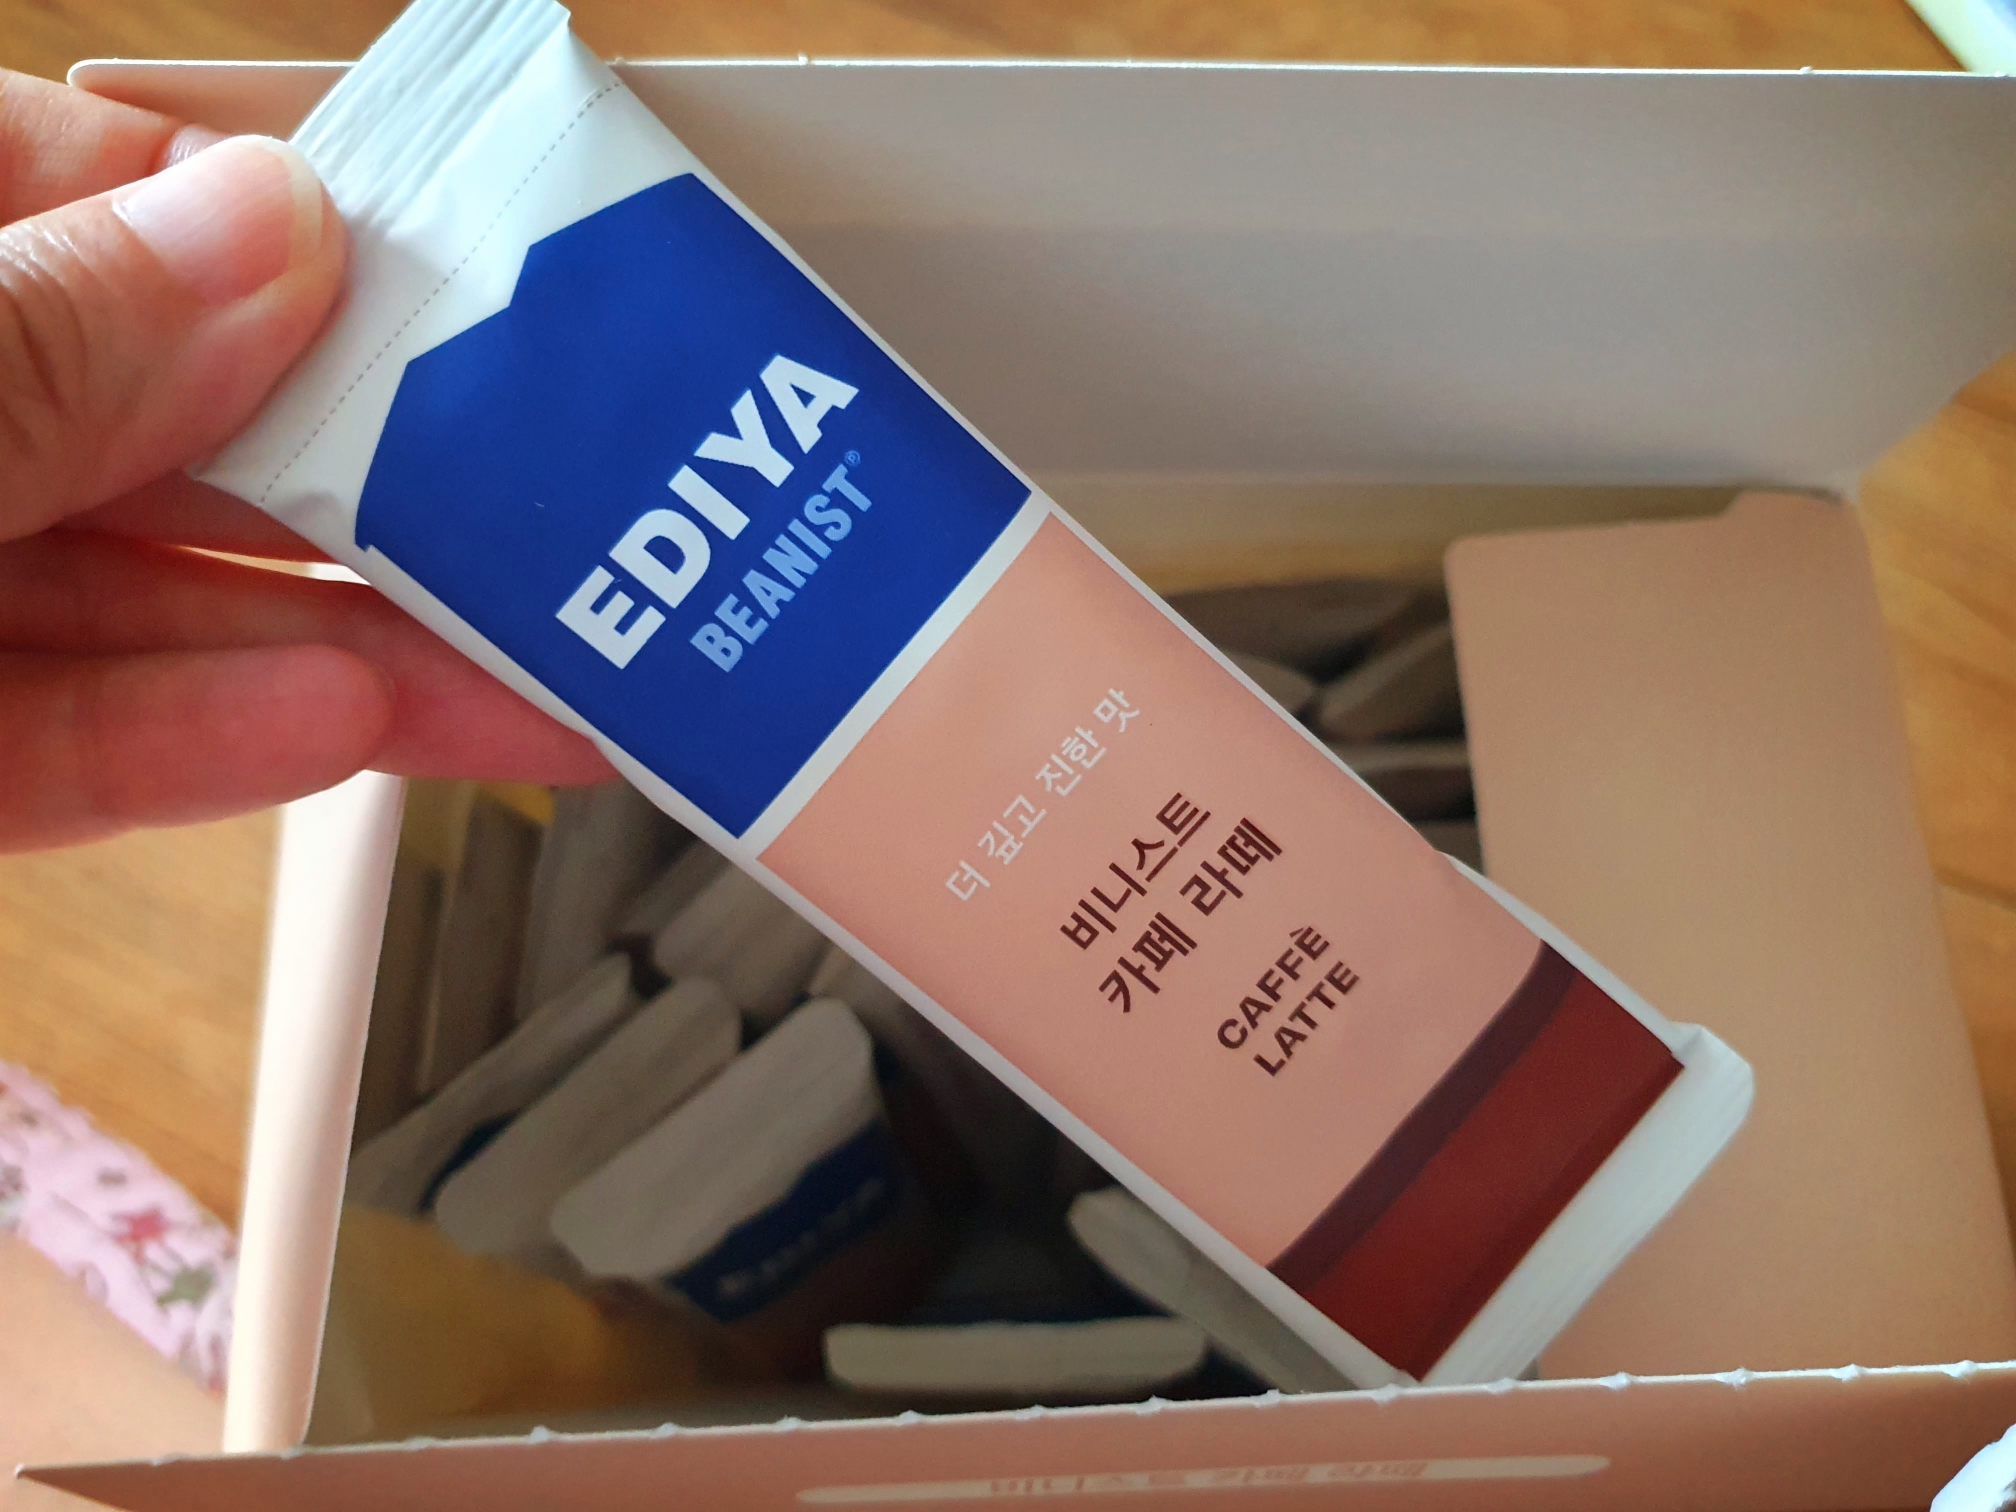 EDIYA
BEANIST®
더 깊고 진한 맛
비니스트
카페 라떼
CAFFÈ
LATTE